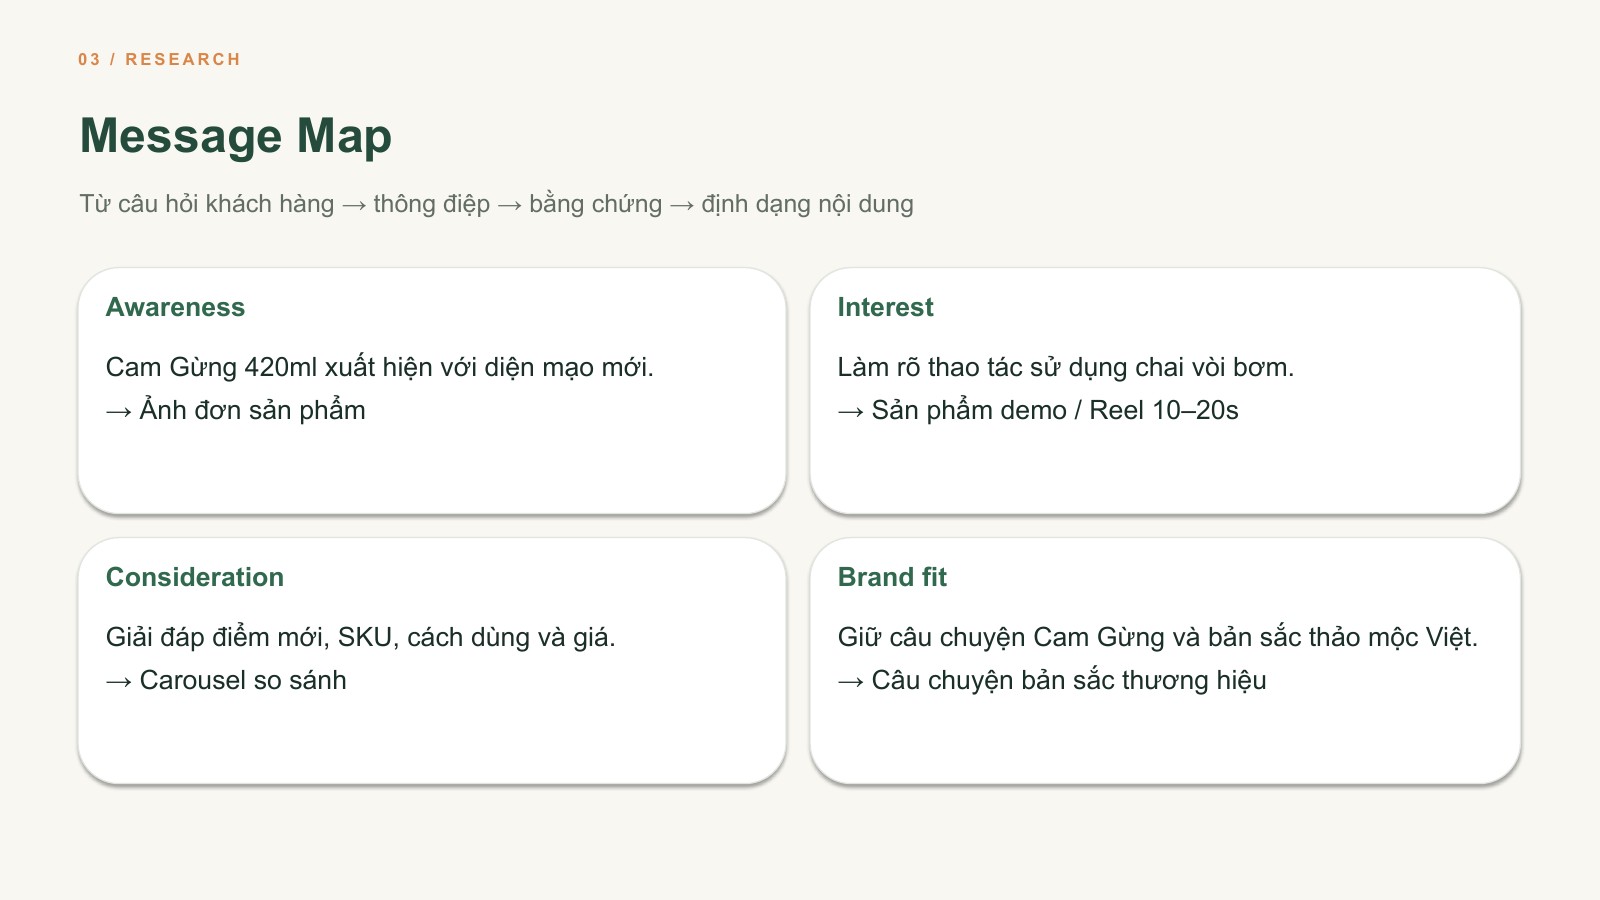 03 / RESEARCH
Message Map
Từ câu hỏi khách hàng → thông điệp → bằng chứng → định dạng nội dung
Awareness
Cam Gừng 420ml xuất hiện với diện mạo mới.
→ Ảnh đơn sản phẩm
Interest
Làm rõ thao tác sử dụng chai vòi bơm.
→ Sản phẩm demo / Reel 10–20s
Consideration
Giải đáp điểm mới, SKU, cách dùng và giá.
→ Carousel so sánh
Brand fit
Giữ câu chuyện Cam Gừng và bản sắc thảo mộc Việt.
→ Câu chuyện bản sắc thương hiệu